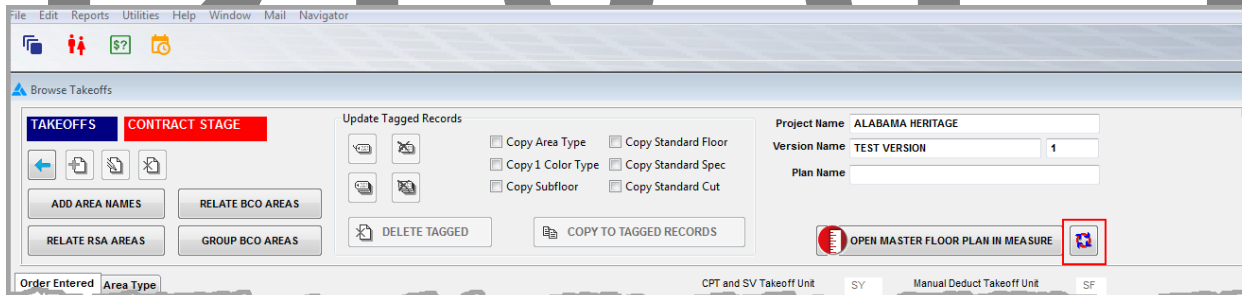 File Edit Reports Utilities Help Window Mail Navigator
$?
Browse Takeoffs
TAKEOFFS CONTRACT STAGE
Update Tagged Records
Copy Area Type Copy Standard Floor
Copy 1 Color Type Copy Standard Spec
Copy Subfloor Copy Standard Cut
Project Name ALABAMA HERITAGE
Version Name TEST VERSION 1
Plan Name
ADD AREA NAMES RELATE BCO AREAS
RELATE RSA AREAS GROUP BCO AREAS
DELETE TAGGED COPY TO TAGGED RECORDS
OPEN MASTER FLOOR PLAN IN MEASURE
Order Entered Area Type
CPT and SV Takeoff Unit SY Manual Deduct Takeoff Unit SF